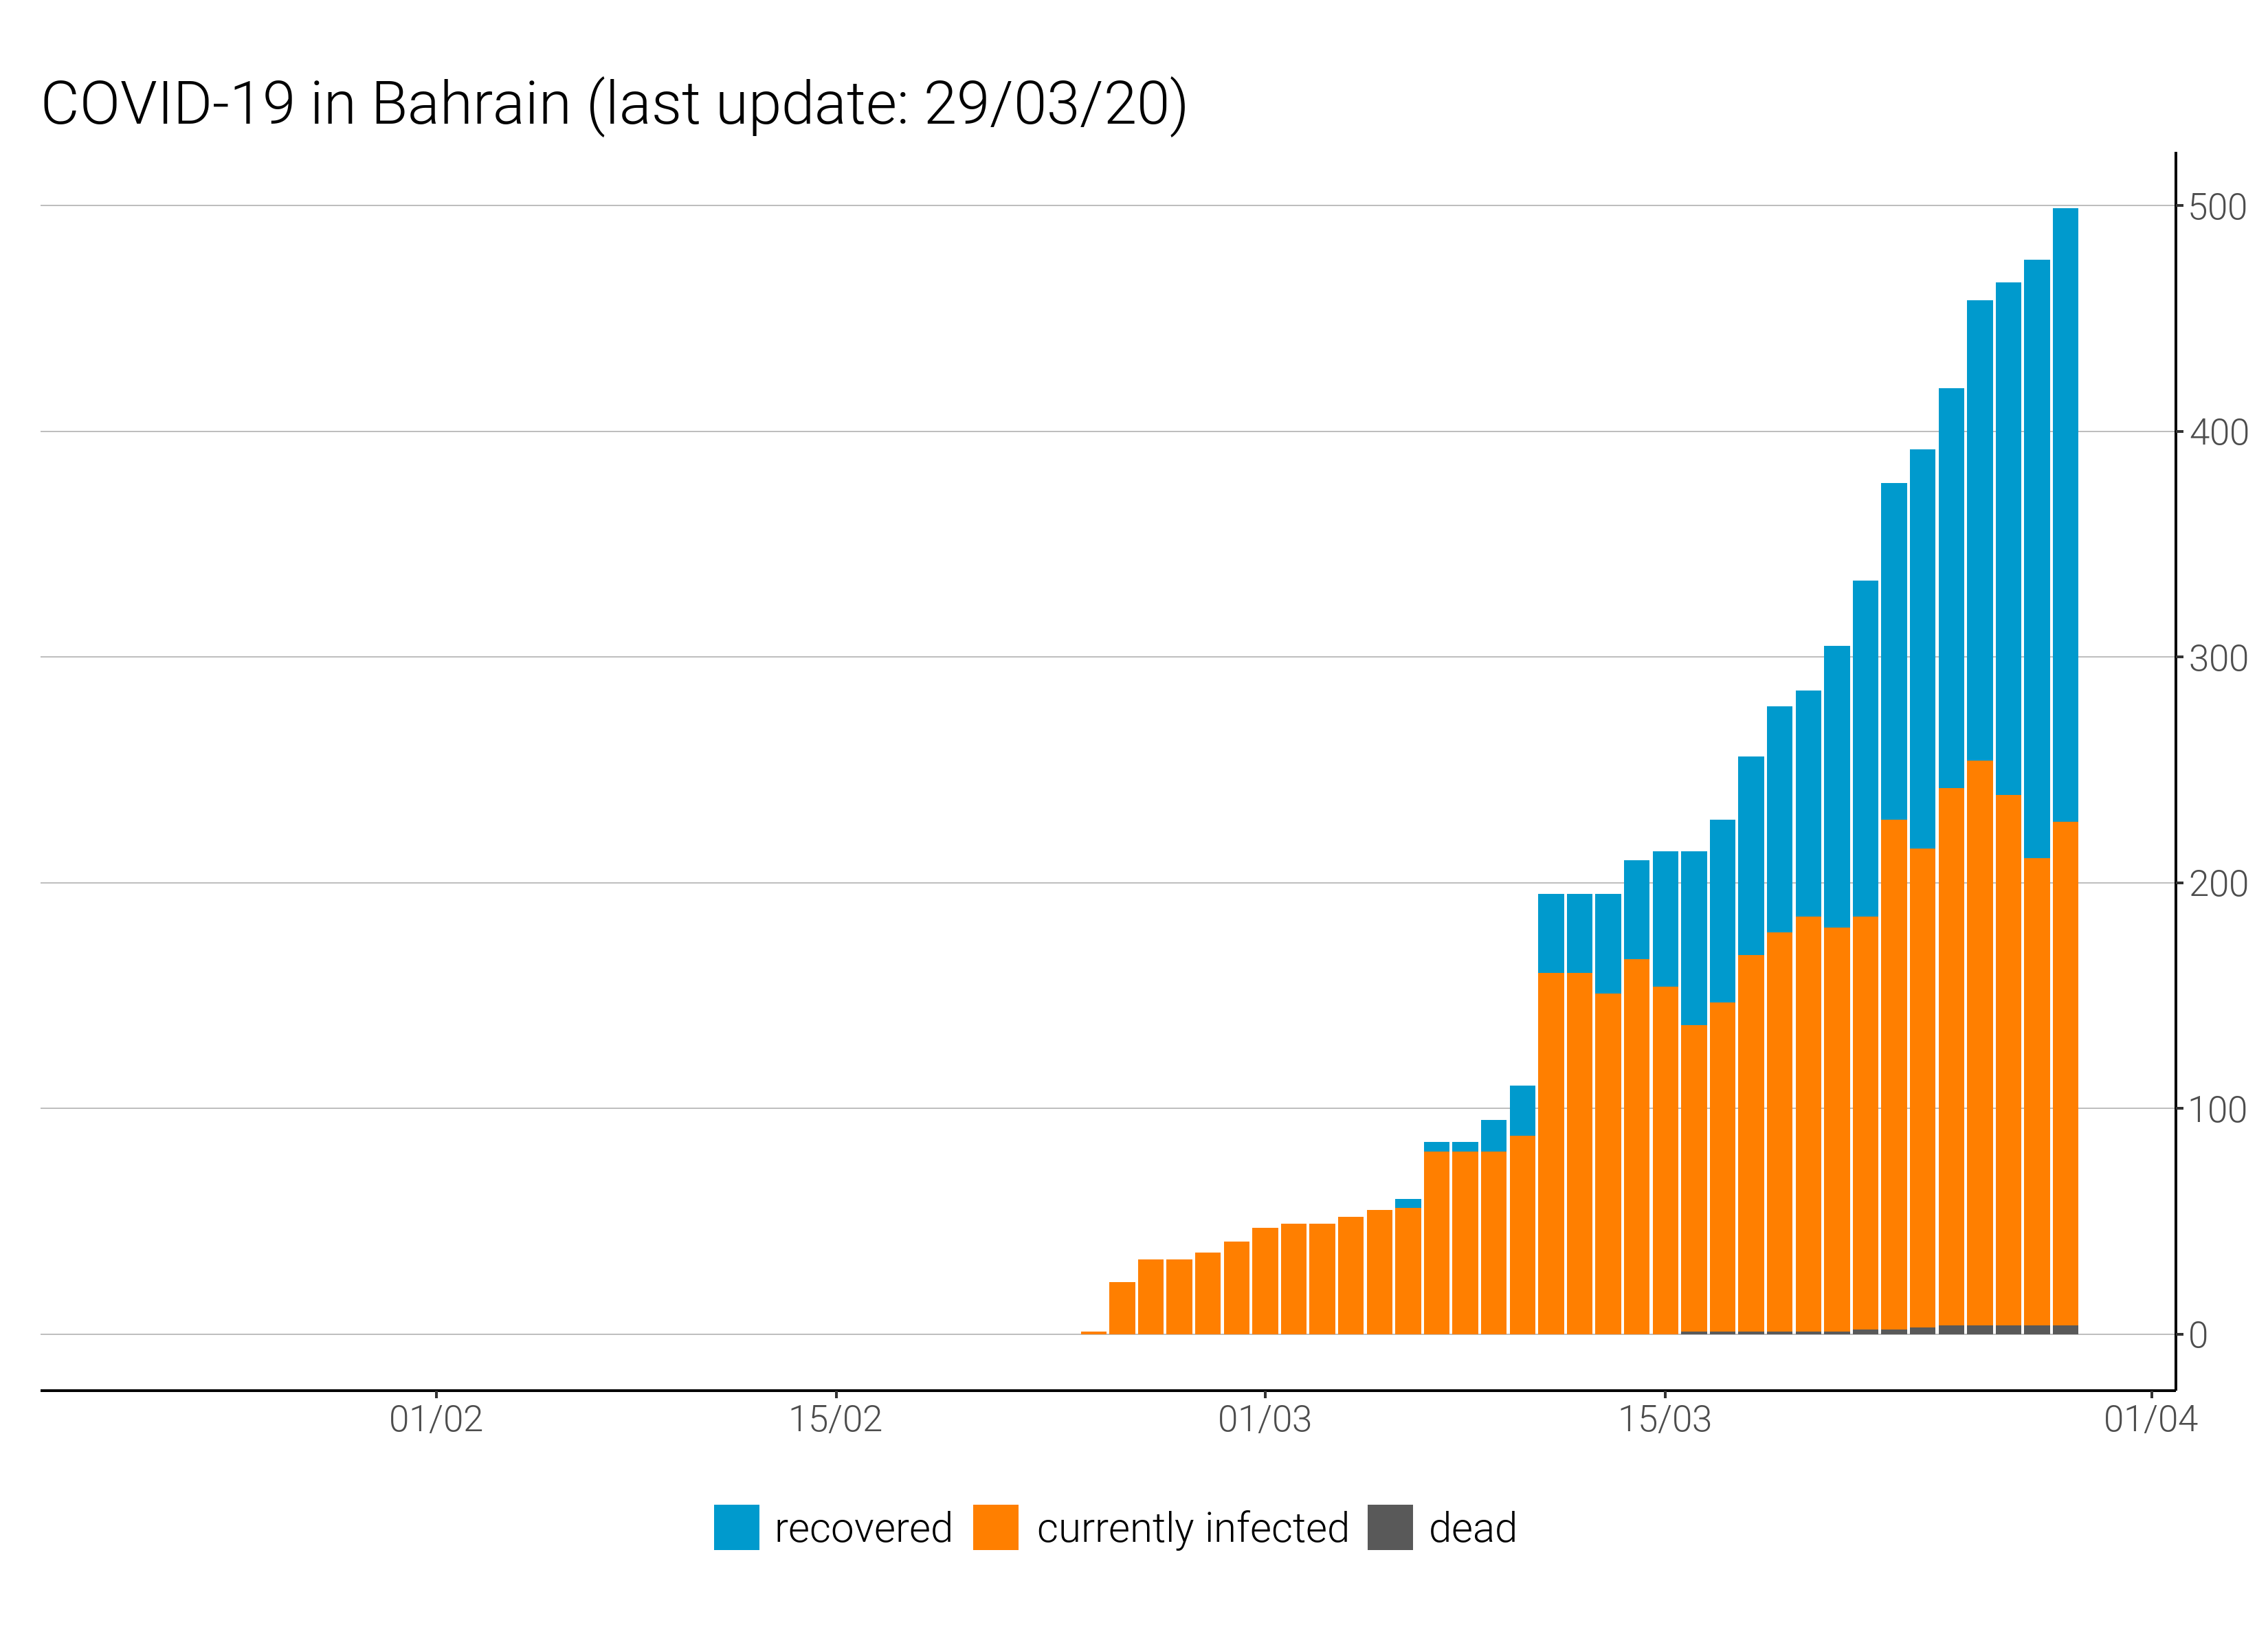 COVID-19 in Bahrain (last update: 29/03/20)
500
400
300
200
100
0
01/02 15/02 01/03 15/03 01/04
recovered currently infected dead